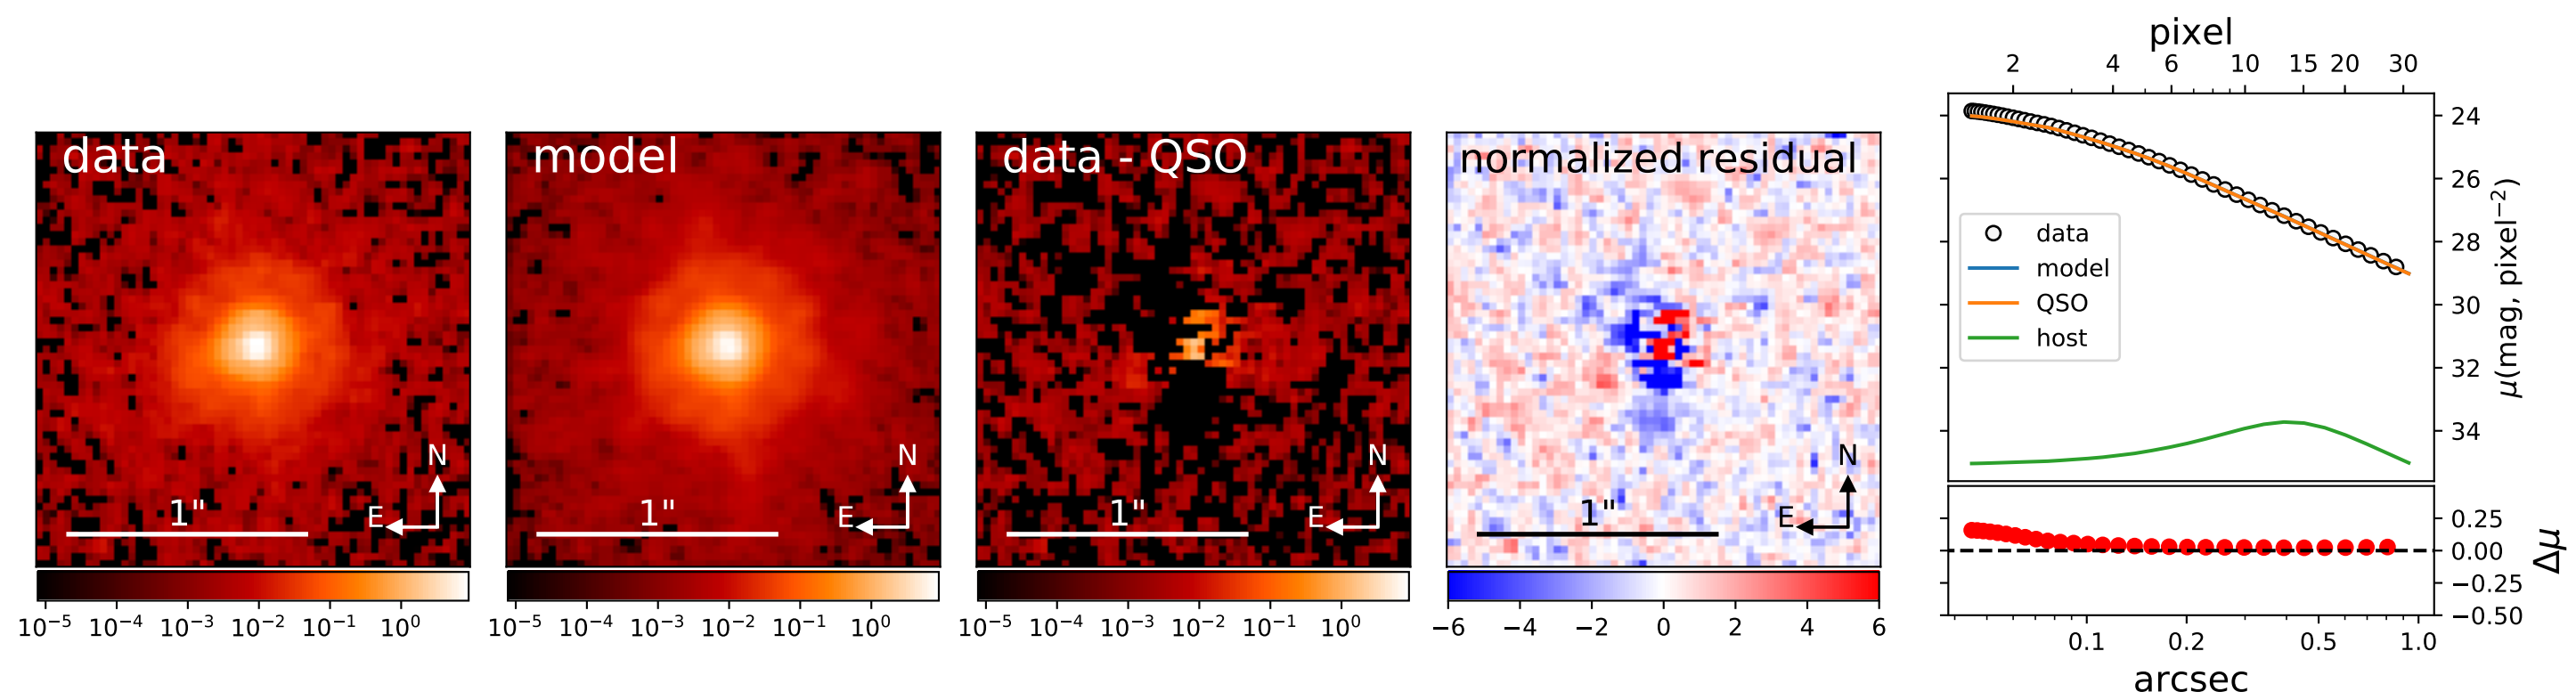 data
N
E
1"
10⁻⁵ 10⁻⁴ 10⁻³ 10⁻² 10⁻¹ 10⁰
model
N
E
1"
10⁻⁵ 10⁻⁴ 10⁻³ 10⁻² 10⁻¹ 10⁰
data - QSO
N
E
1"
10⁻⁵ 10⁻⁴ 10⁻³ 10⁻² 10⁻¹ 10⁰
normalized residual
N
E
1"
−6 −4 −2 0 2 4 6
pixel
2 4 6 10 15 20 30
24
26
28
30
32
34
μ(mag, pixel⁻²)
data
model
QSO
host
0.25
0.00
−0.25
−0.50
Δμ
0.1 0.2 0.5 1.0
arcsec